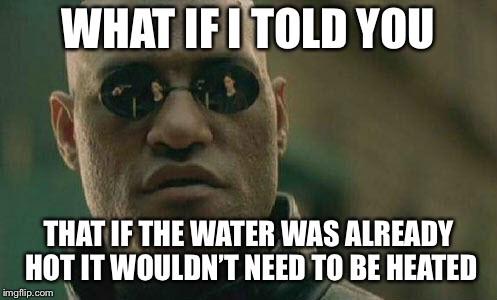 WHAT IF I TOLD YOU
THAT IF THE WATER WAS ALREADY
HOT IT WOULDN'T NEED TO BE HEATED
imgflip.com